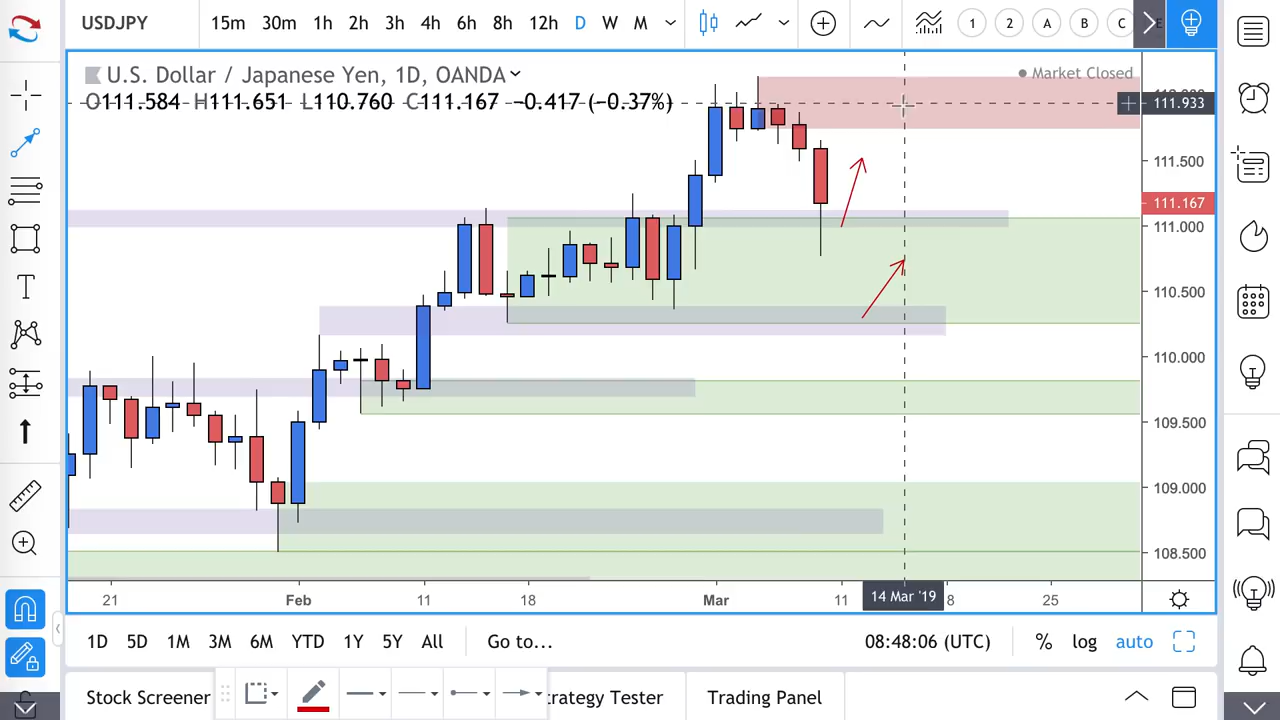 USDJPY 15m 30m 1h 2h 3h 4h 6h 8h 12h D W M 1 2 A B C
U.S. Dollar / Japanese Yen, 1D, OANDA
Market Closed
O111.584 H111.651 L110.760 C111.167 −0.417 (−0.37%)
111.933
111.500
111.167
111.000
110.500
110.000
109.500
109.000
108.500
21 Feb 11 18 Mar 11 14 Mar '19 8 25
1D 5D 1M 3M 6M YTD 1Y 5Y All Go to... 08:48:06 (UTC) % log auto
Stock Screener trategy Tester Trading Panel
T